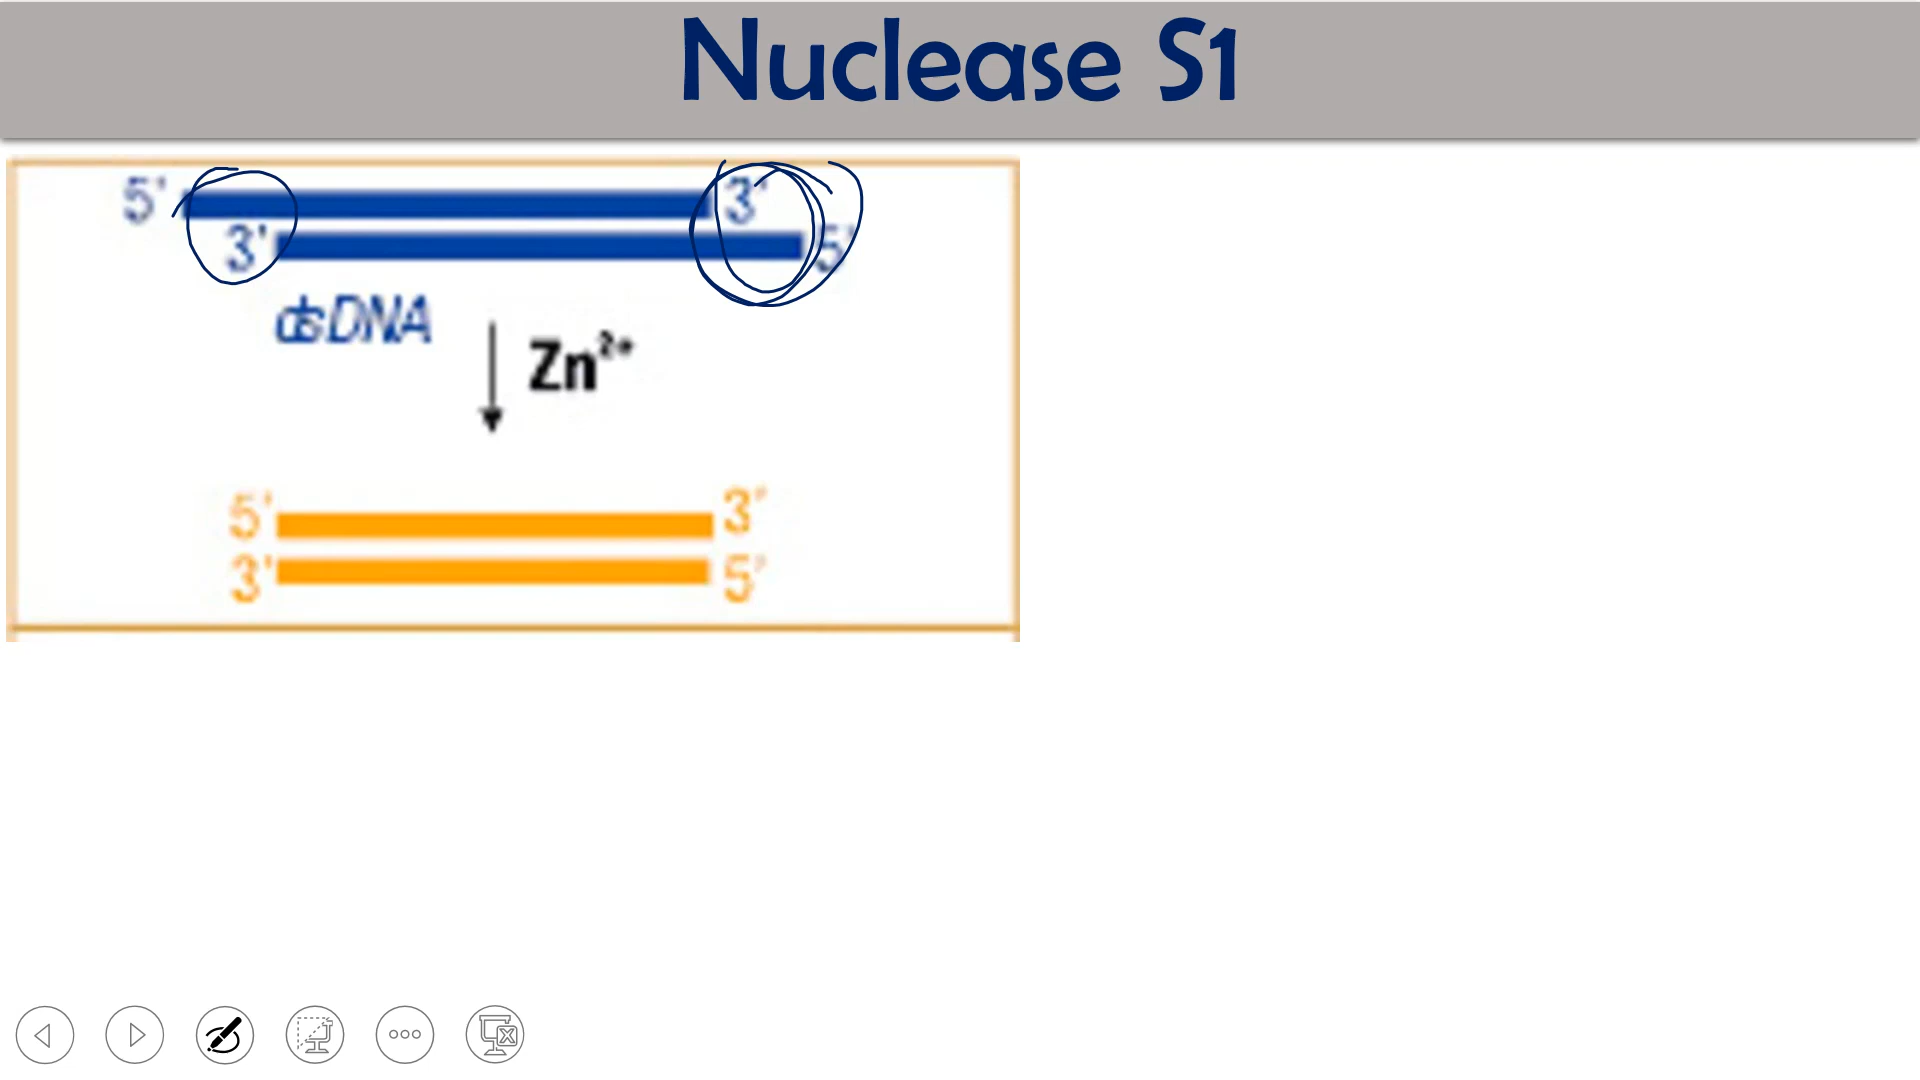 Nuclease S1
5' 3'
3' 5'
dsDNA
Zn²⁺
5' 3'
3' 5'